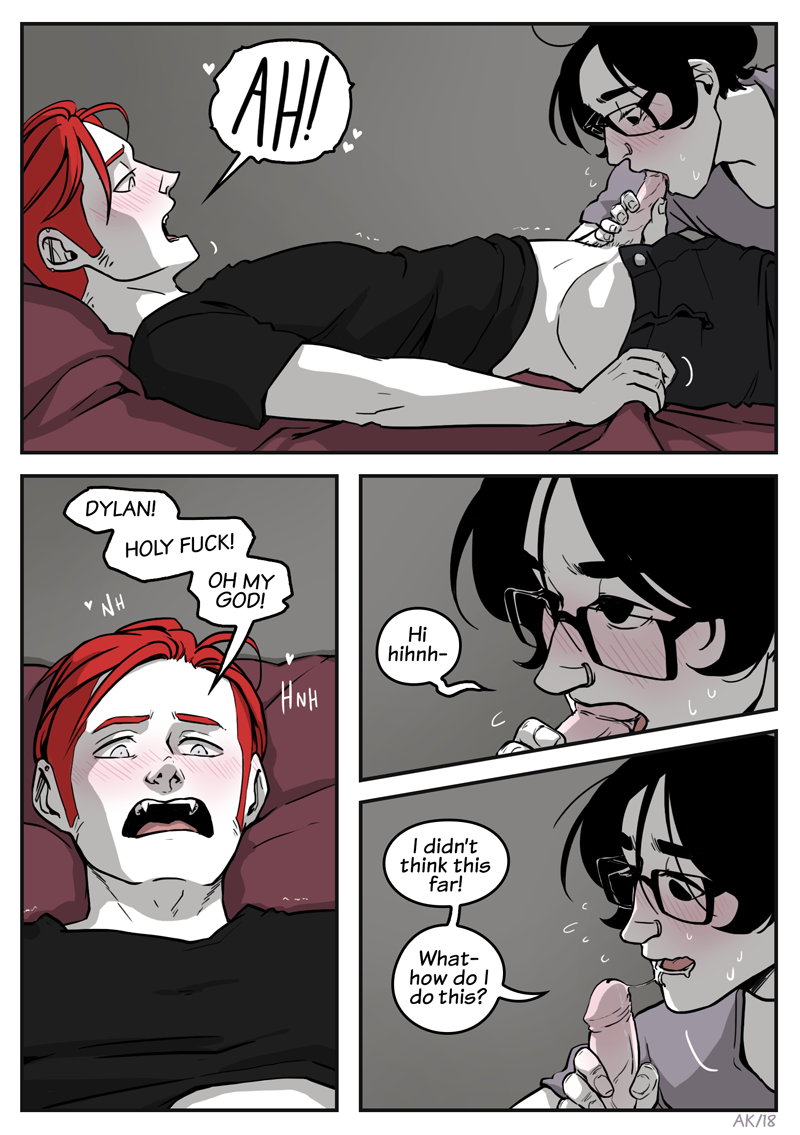 AH!
DYLAN!
HOLY FUCK!
OH MY
GOD!
NH
HNH
Hi
hihnh-
I didn't
think this
far!
What-
how do I
do this?
AK/18